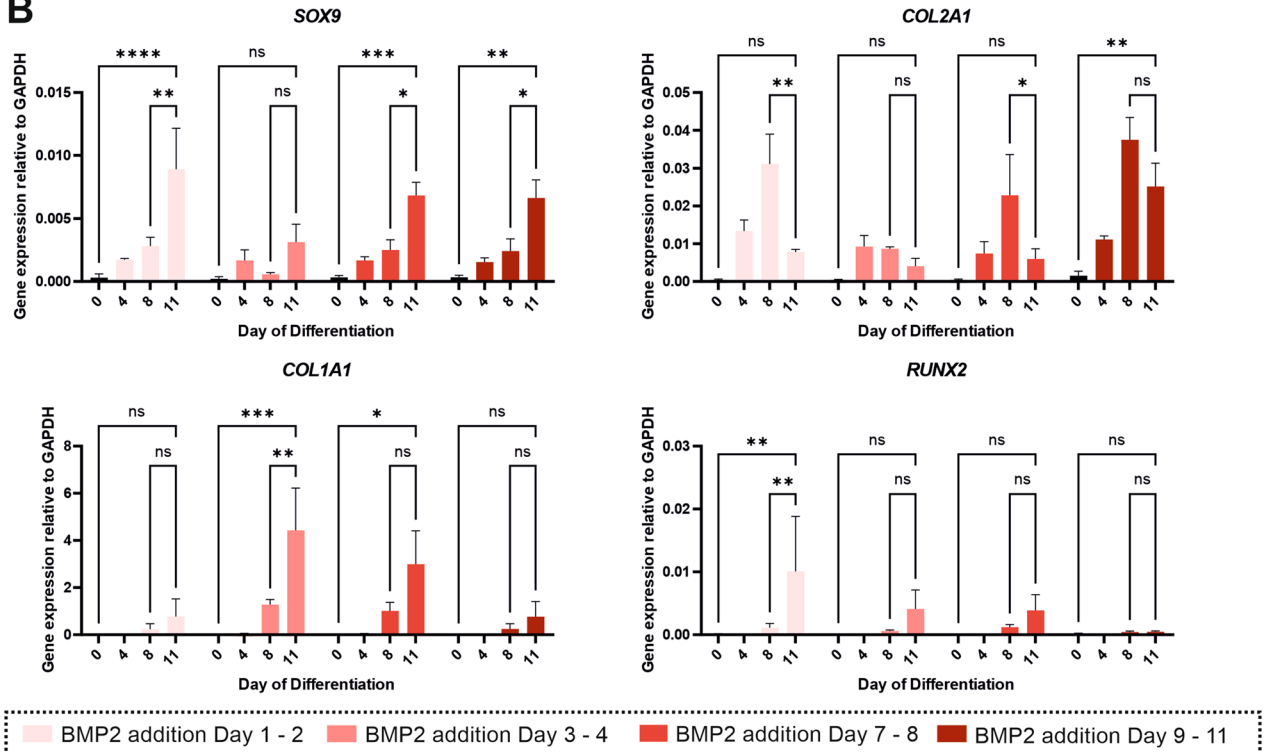 B
SOX9
**** ns *** **
** ns * *
Gene expression relative to GAPDH
0.015
0.010
0.005
0.000
0 4 8 11 0 4 8 11 0 4 8 11 0 4 8 11
Day of Differentiation
COL2A1
ns ns ns **
** ns * ns
Gene expression relative to GAPDH
0.05
0.04
0.03
0.02
0.01
0.00
0 4 8 11 0 4 8 11 0 4 8 11 0 4 8 11
Day of Differentiation
COL1A1
ns *** * ns
ns ** ns ns
Gene expression relative to GAPDH
8
6
4
2
0
0 4 8 11 0 4 8 11 0 4 8 11 0 4 8 11
Day of Differentiation
RUNX2
** ns ns ns
** ns ns ns
Gene expression relative to GAPDH
0.03
0.02
0.01
0.00
0 4 8 11 0 4 8 11 0 4 8 11 0 4 8 11
Day of Differentiation
BMP2 addition Day 1 - 2 BMP2 addition Day 3 - 4 BMP2 addition Day 7 - 8 BMP2 addition Day 9 - 11